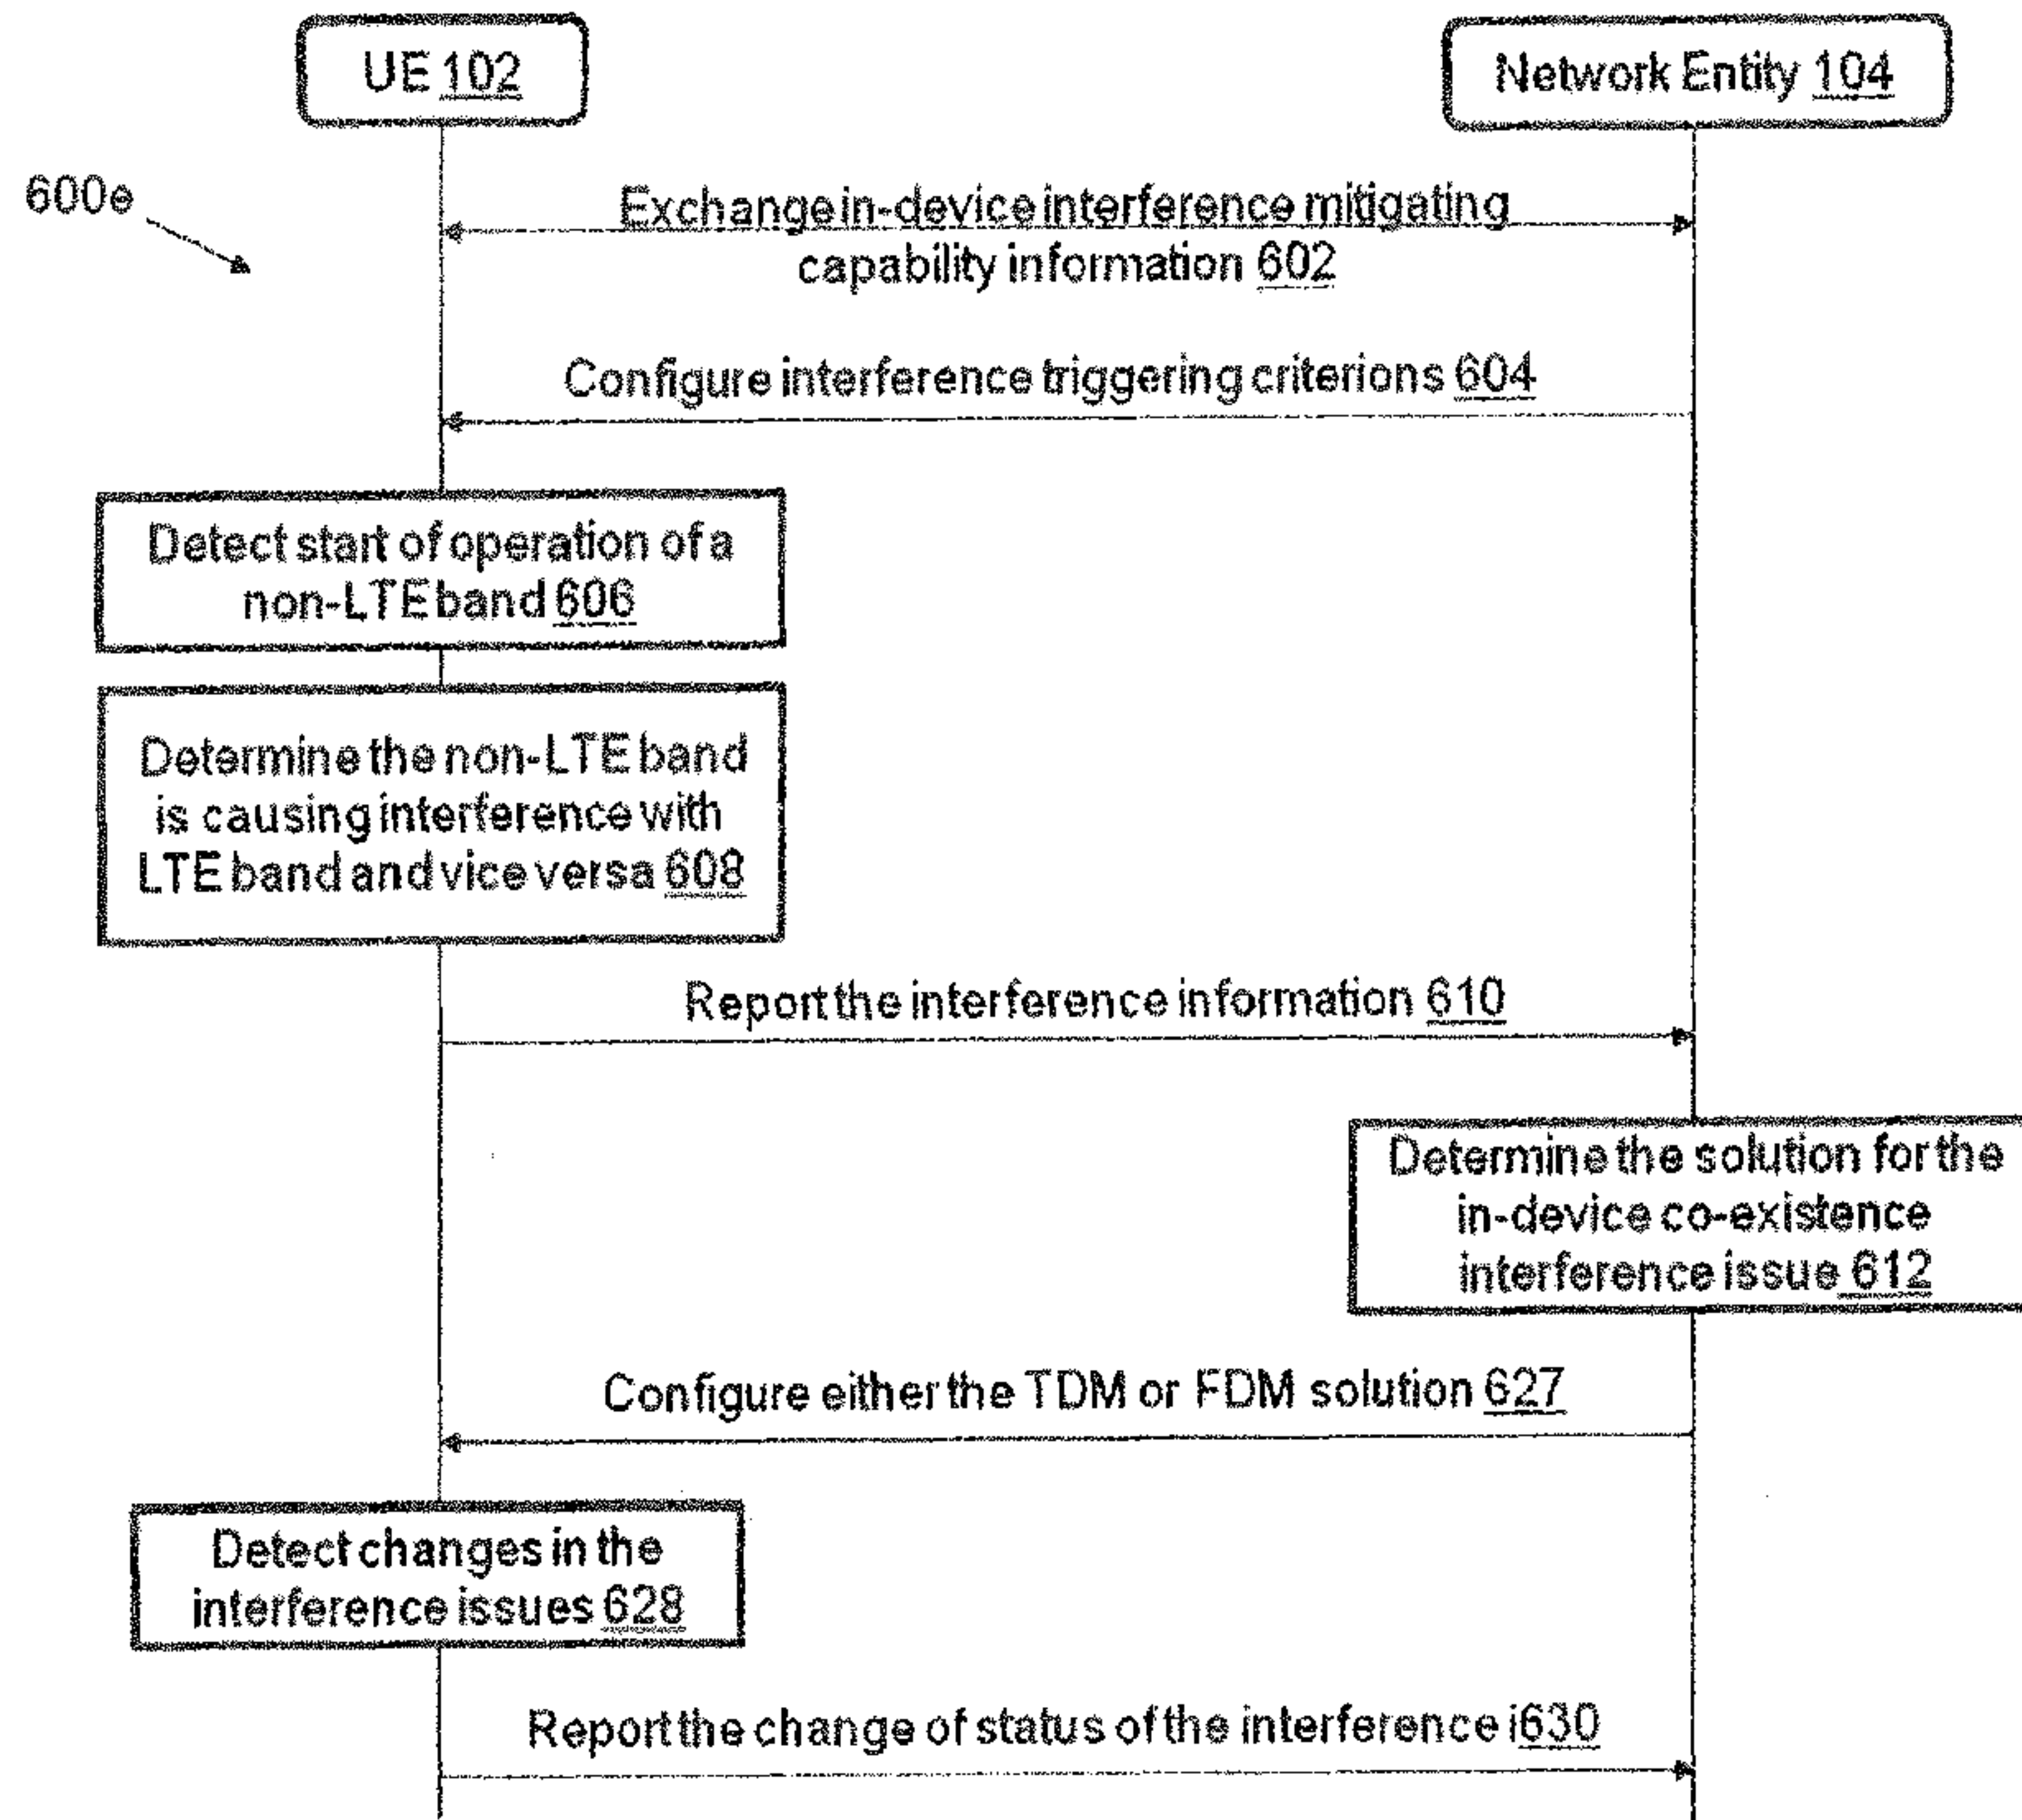 UE 102
Network Entity 104
600e
Exchange in-device interference mitigating
capability information 602
Configure interference triggering criterions 604
Detect start of operation of a
non-LTE band 606
Determine the non-LTE band
is causing interference with
LTE band and vice versa 608
Report the interference information 610
Determine the solution for the
in-device co-existence
interference issue 612
Configure either the TDM or FDM solution 627
Detect changes in the
interference issues 628
Report the change of status of the interference i630